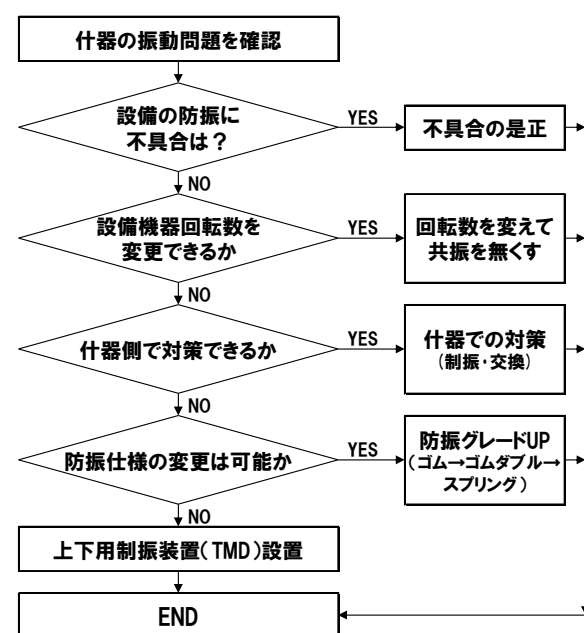 什器の振動問題を確認
設備の防振に
不具合は？
YES
不具合の是正
NO
設備機器回転数を
変更できるか
YES
回転数を変えて
共振を無くす
NO
什器側で対策できるか
YES
什器での対策
（制振・交換）
NO
防振仕様の変更は可能か
YES
防振グレードUP
（ゴム→ゴムダブル→
スプリング）
NO
上下用制振装置（TMD）設置
END